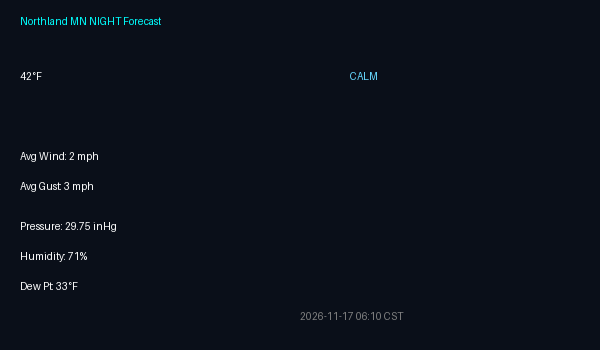 Northland MN NIGHT Forecast
42°F
CALM
Avg Wind: 2 mph
Avg Gust: 3 mph
Pressure: 29.75 inHg
Humidity: 71%
Dew Pt: 33°F
2026-11-17 06:10 CST